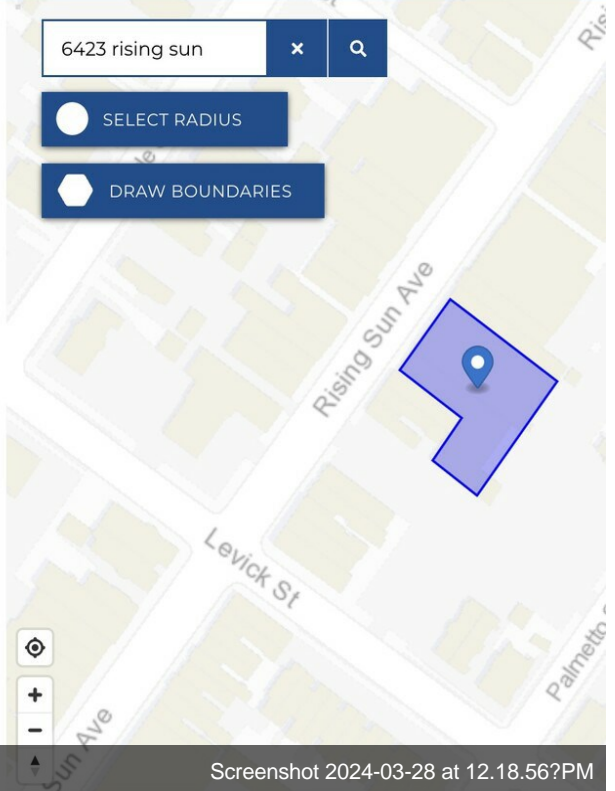 6423 rising sun
SELECT RADIUS
DRAW BOUNDARIES
Rising Sun Ave
Levick St
Sun Ave
Screenshot 2024-03-28 at 12.18.56?PM